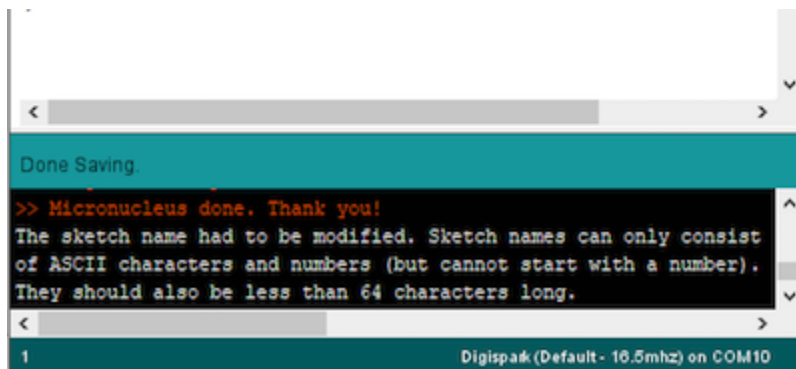 Done Saving.
>> Micronucleus done. Thank you!
The sketch name had to be modified. Sketch names can only consist
of ASCII characters and numbers (but cannot start with a number).
They should also be less than 64 characters long.
1 Digispark (Default - 16.5mhz) on COM10